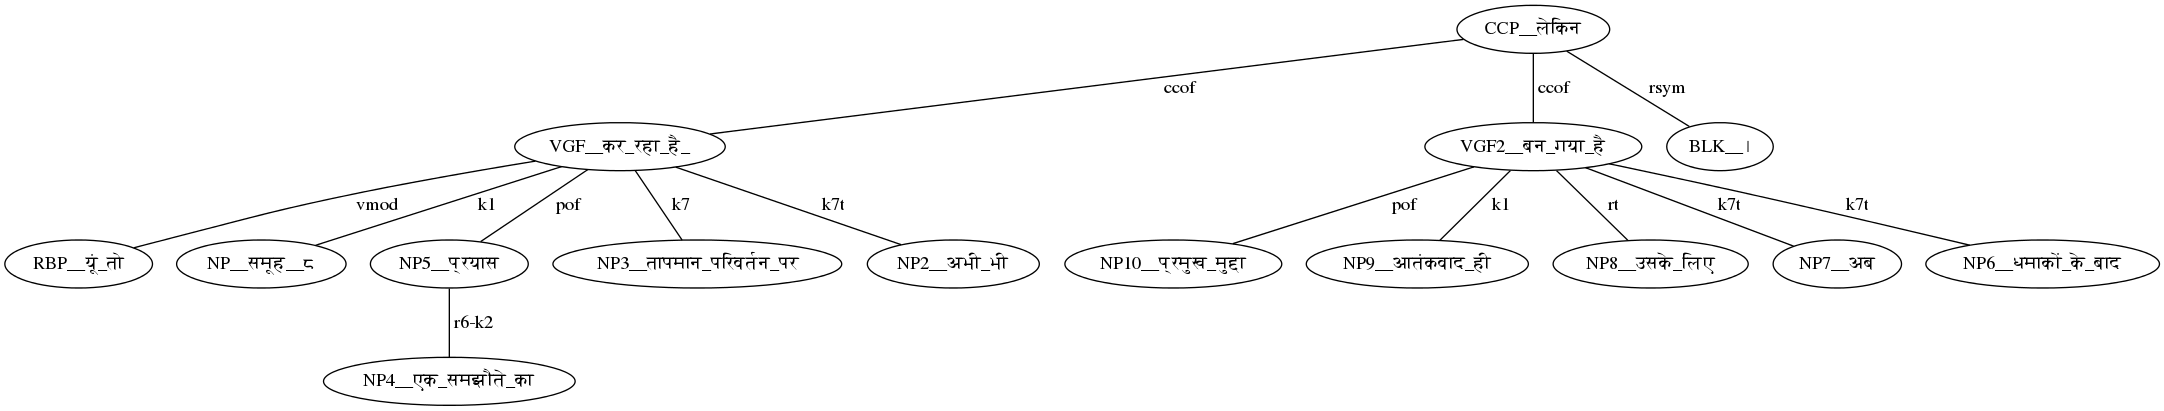 CCP__लेकिन
ccof ccof rsym
VGF__कर_रहा_है_ VGF2__बन_गया_है BLK__।
vmod k1 pof k7 k7t pof k1 rt k7t k7t
RBP__यूं_तो NP__समूह__८ NP5__प्रयास NP3__तापमान_परिवर्तन_पर NP2__अभी_भी NP10__प्रमुख_मुद्दा NP9__आतंकवाद_ही NP8__उसके_लिए NP7__अब NP6__धमाकों_के_बाद
r6-k2
NP4__एक_समझौते_का